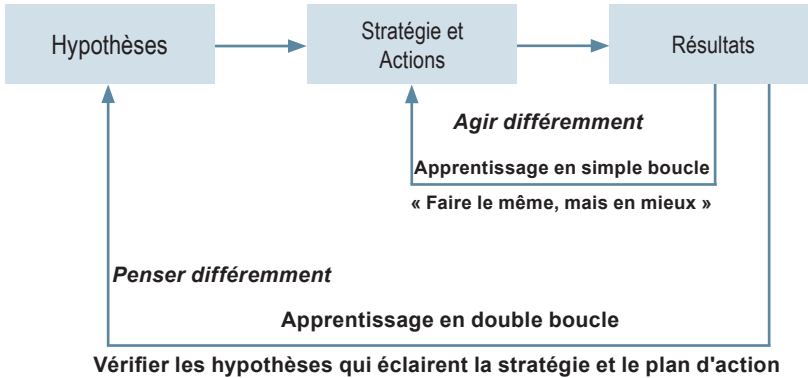 Hypothèses
Stratégie et
Actions
Résultats
Agir différemment
Apprentissage en simple boucle
« Faire le même, mais en mieux »
Penser différemment
Apprentissage en double boucle
Vérifier les hypothèses qui éclairent la stratégie et le plan d'action